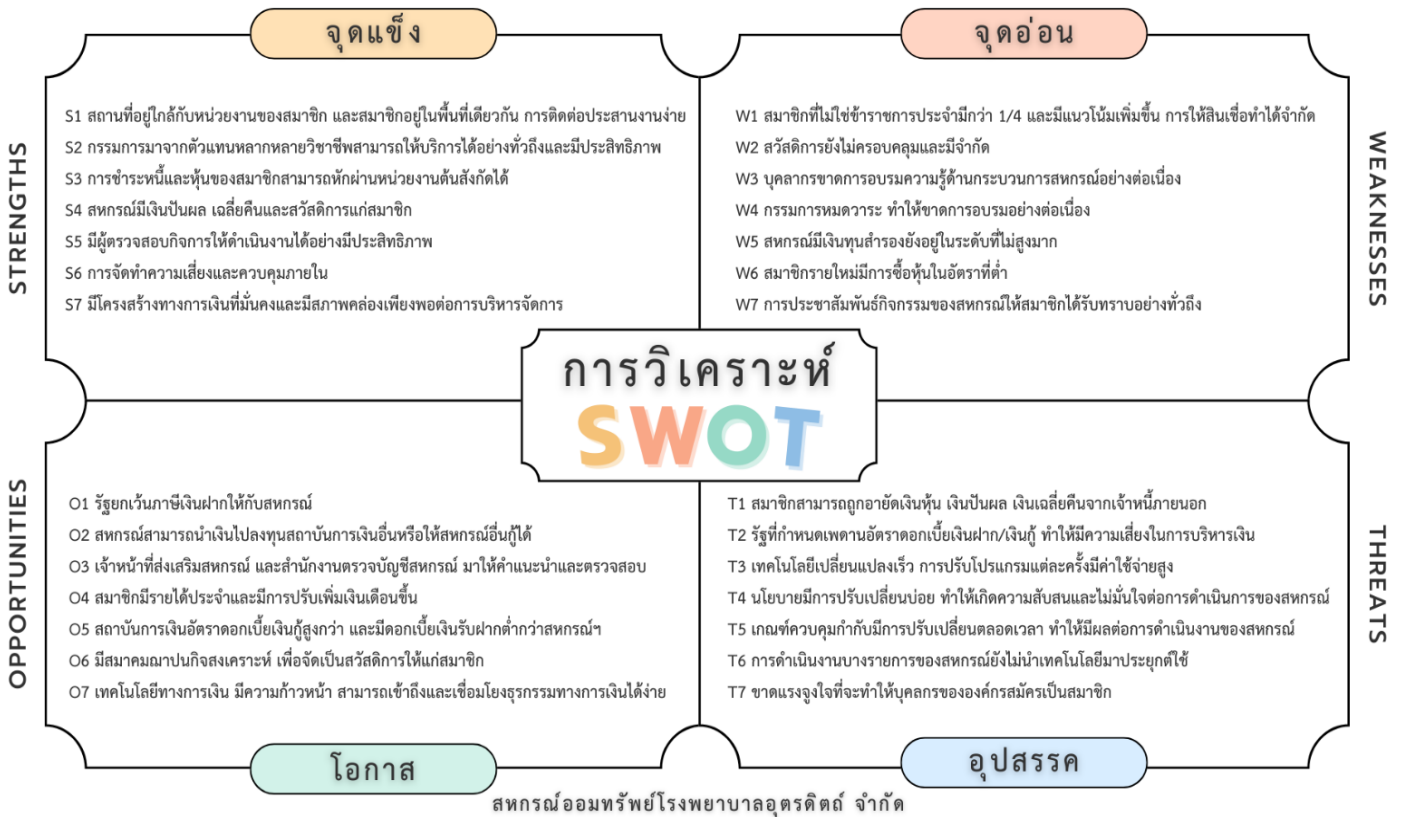 จุดแข็ง
STRENGTHS
S1 สถานที่อยู่ใกล้กับหน่วยงานของสมาชิก และสมาชิกอยู่ในพื้นที่เดียวกัน การติดต่อประสานงานง่าย
S2 กรรมการมาจากตัวแทนหลากหลายวิชาชีพสามารถให้บริการได้อย่างทั่วถึงและมีประสิทธิภาพ
S3 การชำระหนี้และหุ้นของสมาชิกสามารถหักผ่านหน่วยงานต้นสังกัดได้
S4 สหกรณ์มีเงินปันผล เฉลี่ยคืนและสวัสดิการแก่สมาชิก
S5 มีผู้ตรวจสอบกิจการให้ดำเนินงานได้อย่างมีประสิทธิภาพ
S6 การจัดทำความเสี่ยงและควบคุมภายใน
S7 มีโครงสร้างทางการเงินที่มั่นคงและมีสภาพคล่องเพียงพอต่อการบริหารจัดการ
จุดอ่อน
WEAKNESSES
W1 สมาชิกที่ไม่ใช่ข้าราชการประจำมีกว่า 1/4 และมีแนวโน้มเพิ่มขึ้น การให้สินเชื่อทำได้จำกัด
W2 สวัสดิการยังไม่ครอบคลุมและมีจำกัด
W3 บุคลากรขาดการอบรมความรู้ด้านกระบวนการสหกรณ์อย่างต่อเนื่อง
W4 กรรมการหมดวาระ ทำให้ขาดการอบรมอย่างต่อเนื่อง
W5 สหกรณ์มีเงินทุนสำรองยังอยู่ในระดับที่ไม่สูงมาก
W6 สมาชิกรายใหม่มีการซื้อหุ้นในอัตราที่ต่ำ
W7 การประชาสัมพันธ์กิจกรรมของสหกรณ์ให้สมาชิกได้รับทราบอย่างทั่วถึง
การวิเคราะห์
SWOT
OPPORTUNITIES
O1 รัฐยกเว้นภาษีเงินฝากให้กับสหกรณ์
O2 สหกรณ์สามารถนำเงินไปลงทุนสถาบันการเงินอื่นหรือให้สหกรณ์อื่นกู้ได้
O3 เจ้าหน้าที่ส่งเสริมสหกรณ์ และสำนักงานตรวจบัญชีสหกรณ์ มาให้คำแนะนำและตรวจสอบ
O4 สมาชิกมีรายได้ประจำและมีการปรับเพิ่มเงินเดือนขึ้น
O5 สถาบันการเงินอัตราดอกเบี้ยเงินกู้สูงกว่า และมีดอกเบี้ยเงินรับฝากต่ำกว่าสหกรณ์ฯ
O6 มีสมาคมฌาปนกิจสงเคราะห์ เพื่อจัดเป็นสวัสดิการให้แก่สมาชิก
O7 เทคโนโลยีทางการเงิน มีความก้าวหน้า สามารถเข้าถึงและเชื่อมโยงธุรกรรมทางการเงินได้ง่าย
โอกาส
THREATS
T1 สมาชิกสามารถถูกอายัดเงินหุ้น เงินปันผล เงินเฉลี่ยคืนจากเจ้าหนี้ภายนอก
T2 รัฐที่กำหนดเพดานอัตราดอกเบี้ยเงินฝาก/เงินกู้ ทำให้มีความเสี่ยงในการบริหารเงิน
T3 เทคโนโลยีเปลี่ยนแปลงเร็ว การปรับโปรแกรมแต่ละครั้งมีค่าใช้จ่ายสูง
T4 นโยบายมีการปรับเปลี่ยนบ่อย ทำให้เกิดความสับสนและไม่มั่นใจต่อการดำเนินการของสหกรณ์
T5 เกณฑ์ควบคุมกำกับมีการปรับเปลี่ยนตลอดเวลา ทำให้มีผลต่อการดำเนินงานของสหกรณ์
T6 การดำเนินงานบางรายการของสหกรณ์ยังไม่นำเทคโนโลยีมาประยุกต์ใช้
T7 ขาดแรงจูงใจที่จะทำให้บุคลกรขององค์กรสมัครเป็นสมาชิก
อุปสรรค
สหกรณ์ออมทรัพย์โรงพยาบาลอุตรดิตถ์ จำกัด